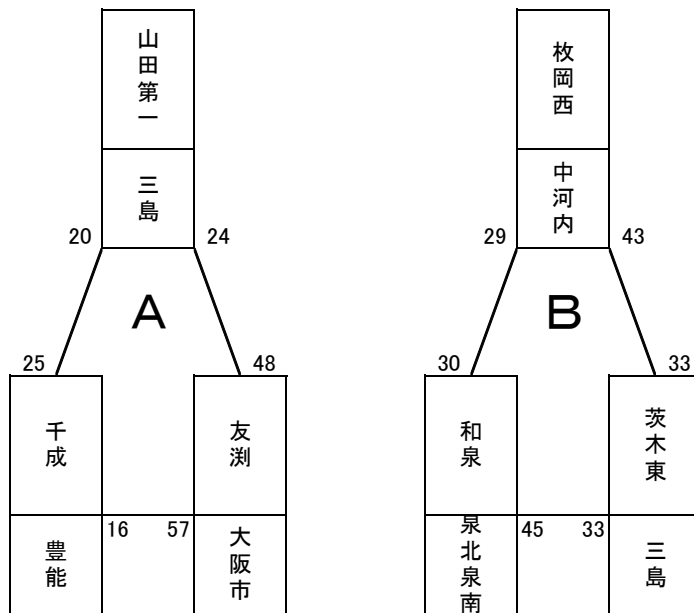 山田第一
枚岡西
三島
中河内
20
24
29
43
A
B
25
48
30
33
千成
友渕
和泉
茨木東
16
57
45
33
豊能
大阪市
泉北泉南
三島